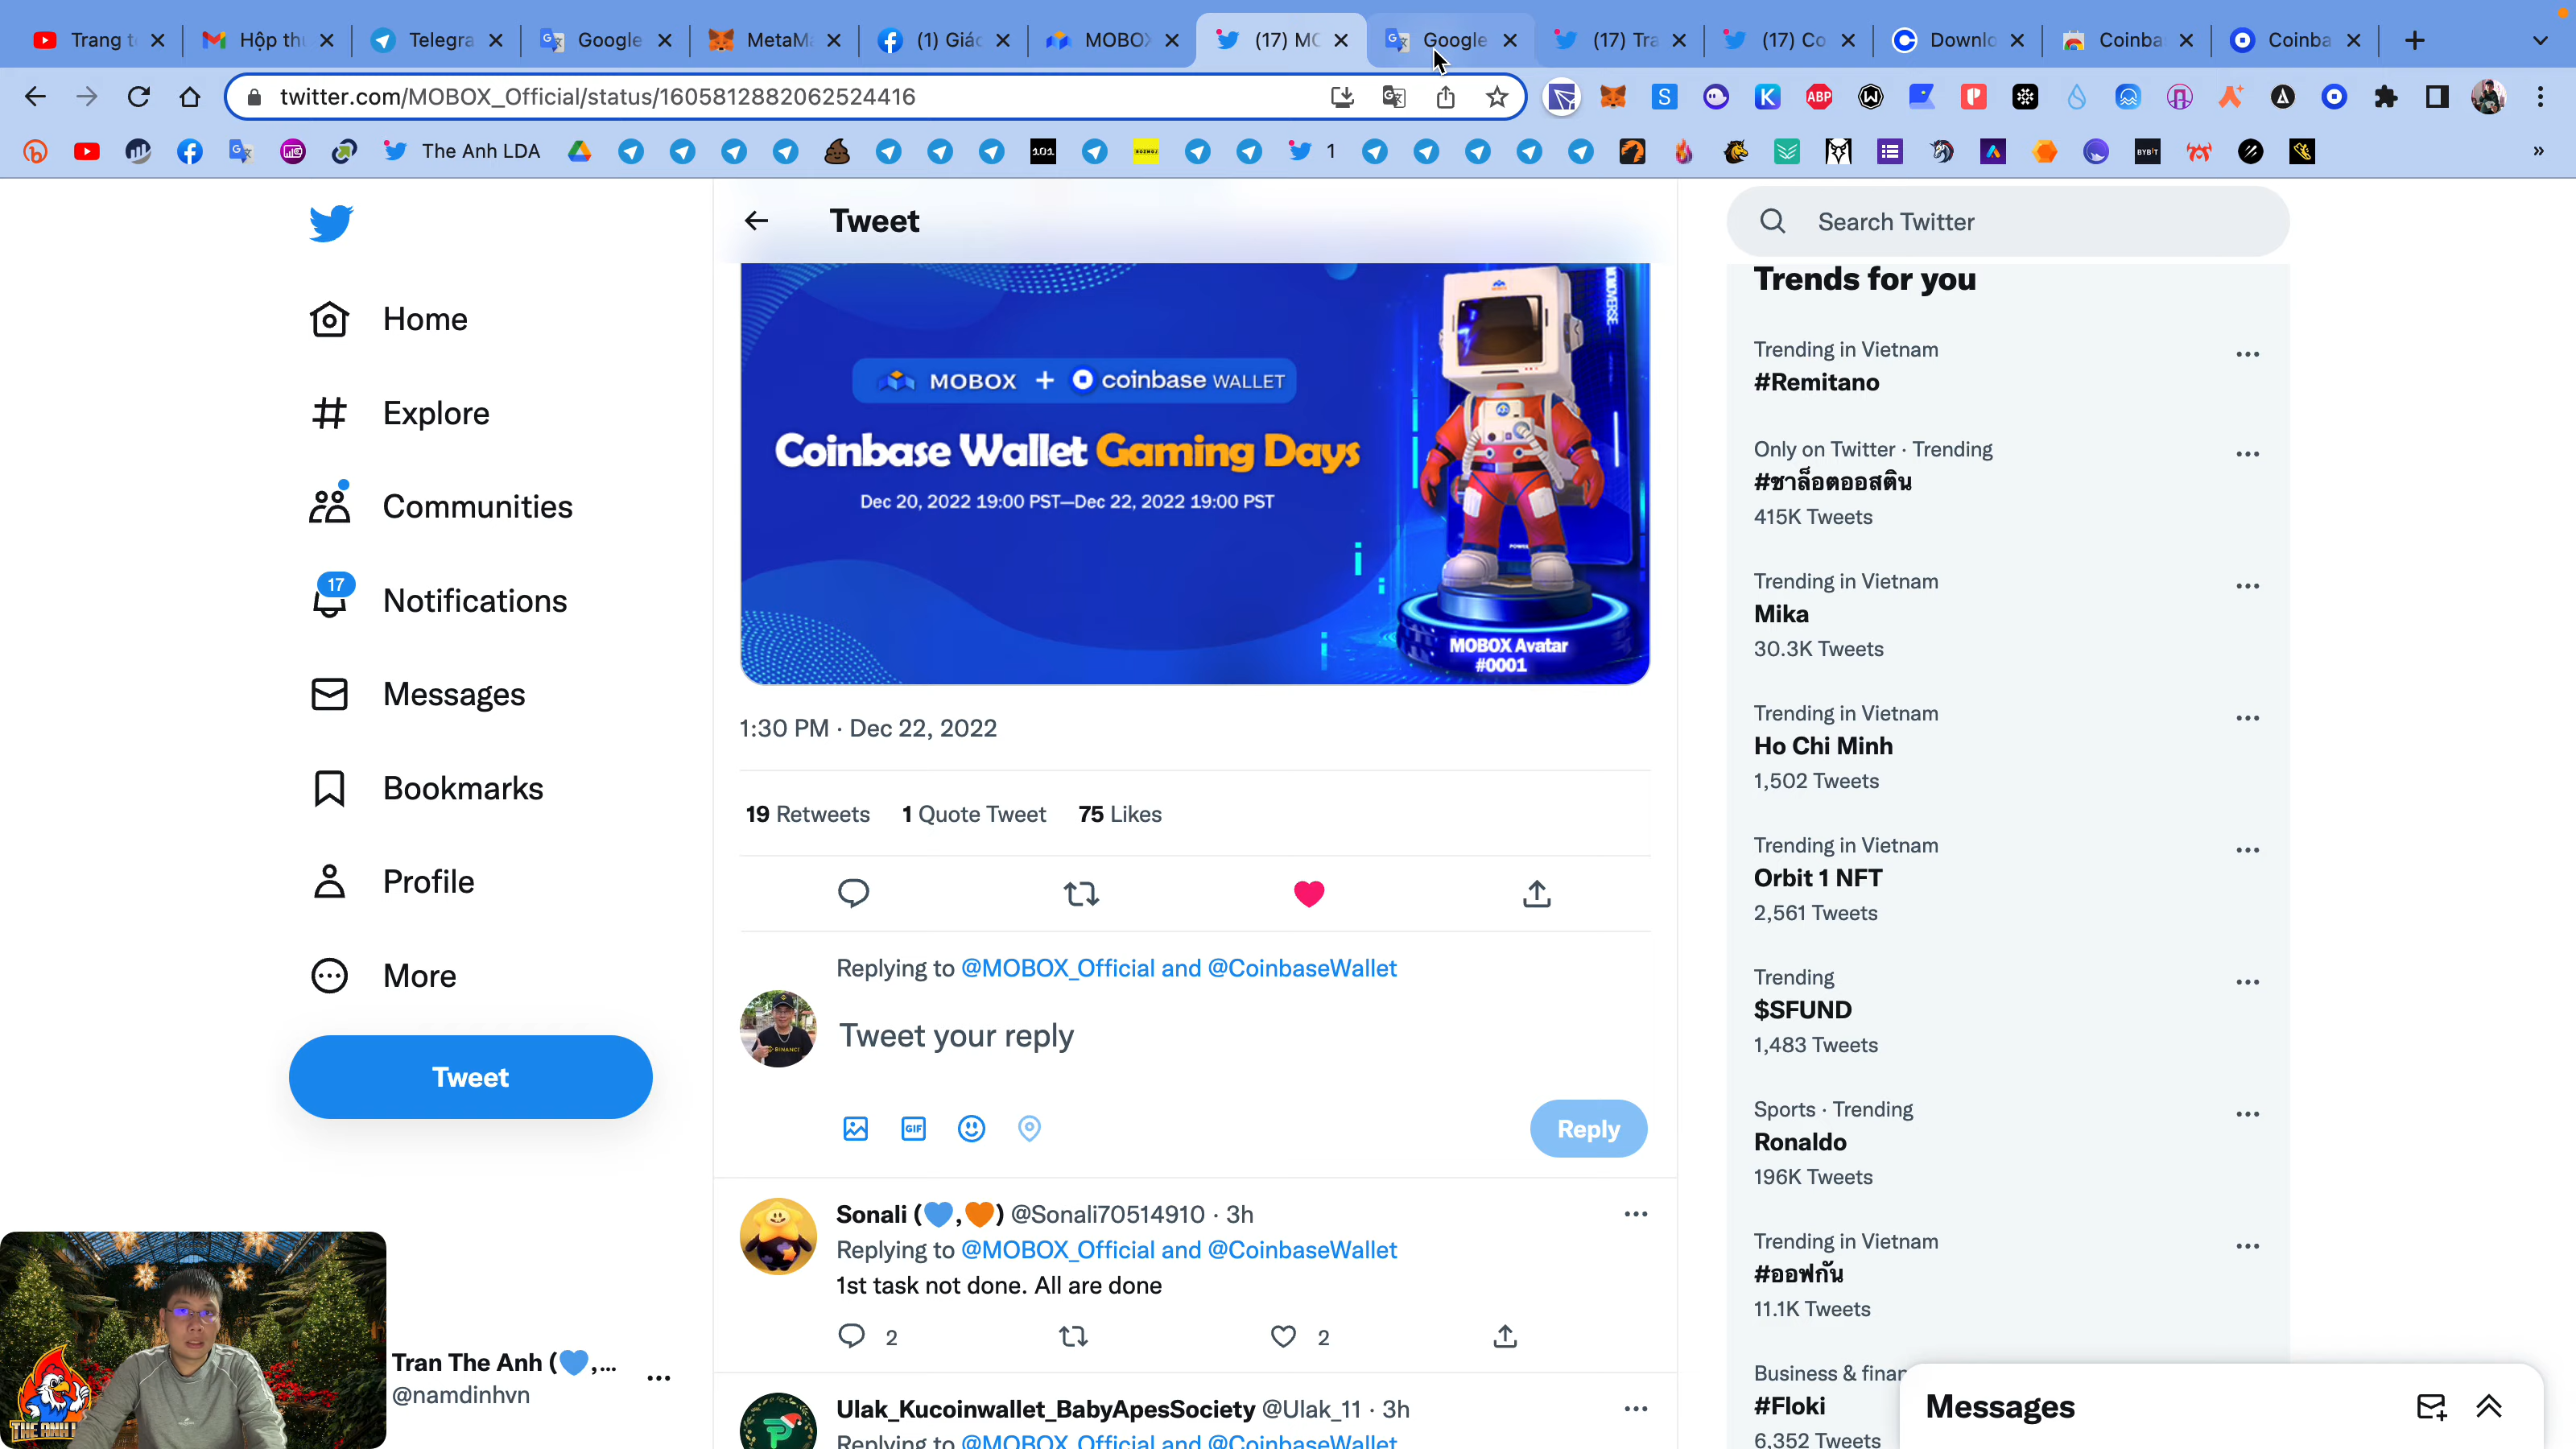 Trang t
Hộp th
Telegra
Google
MetaMa
(1) Giác
MOBOX
(17) MO
Google
(17) Tra
(17) Co
Downlo
Coinba
Coinba
twitter.com/MOBOX_Official/status/1605812882062524416
The Anh LDA
1
Tweet
Search Twitter
Home
Explore
Communities
17
Notifications
Messages
Bookmarks
Profile
More
Tweet
Tran The Anh (💙,...
@namdinhvn
THE ANH
MOBOX + coinbase WALLET
Coinbase Wallet Gaming Days
Dec 20, 2022 19:00 PST—Dec 22, 2022 19:00 PST
MOBOX Avatar
#0001
1:30 PM · Dec 22, 2022
19 Retweets 1 Quote Tweet 75 Likes
Replying to @MOBOX_Official and @CoinbaseWallet
Tweet your reply
GIF
Reply
Sonali (💙,🧡) @Sonali70514910 · 3h
Replying to @MOBOX_Official and @CoinbaseWallet
1st task not done. All are done
2
2
Ulak_Kucoinwallet_BabyApesSociety @Ulak_11 · 3h
Replying to @MOBOX_Official and @CoinbaseWallet
Trends for you
Trending in Vietnam
#Remitano
Only on Twitter · Trending
#ชาล็อตออสติน
415K Tweets
Trending in Vietnam
Mika
30.3K Tweets
Trending in Vietnam
Ho Chi Minh
1,502 Tweets
Trending in Vietnam
Orbit 1 NFT
2,561 Tweets
Trending
$SFUND
1,483 Tweets
Sports · Trending
Ronaldo
196K Tweets
Trending in Vietnam
#ออฟกัน
11.1K Tweets
Business & finan
#Floki
6,352 Tweets
Messages